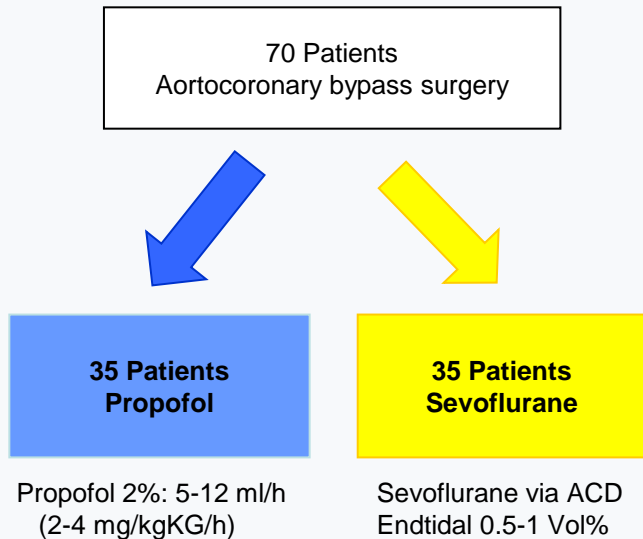 70 Patients
Aortocoronary bypass surgery
35 Patients
Propofol
35 Patients
Sevoflurane
Propofol 2%: 5-12 ml/h
(2-4 mg/kgKG/h)
Sevoflurane via ACD
Endtidal 0.5-1 Vol%